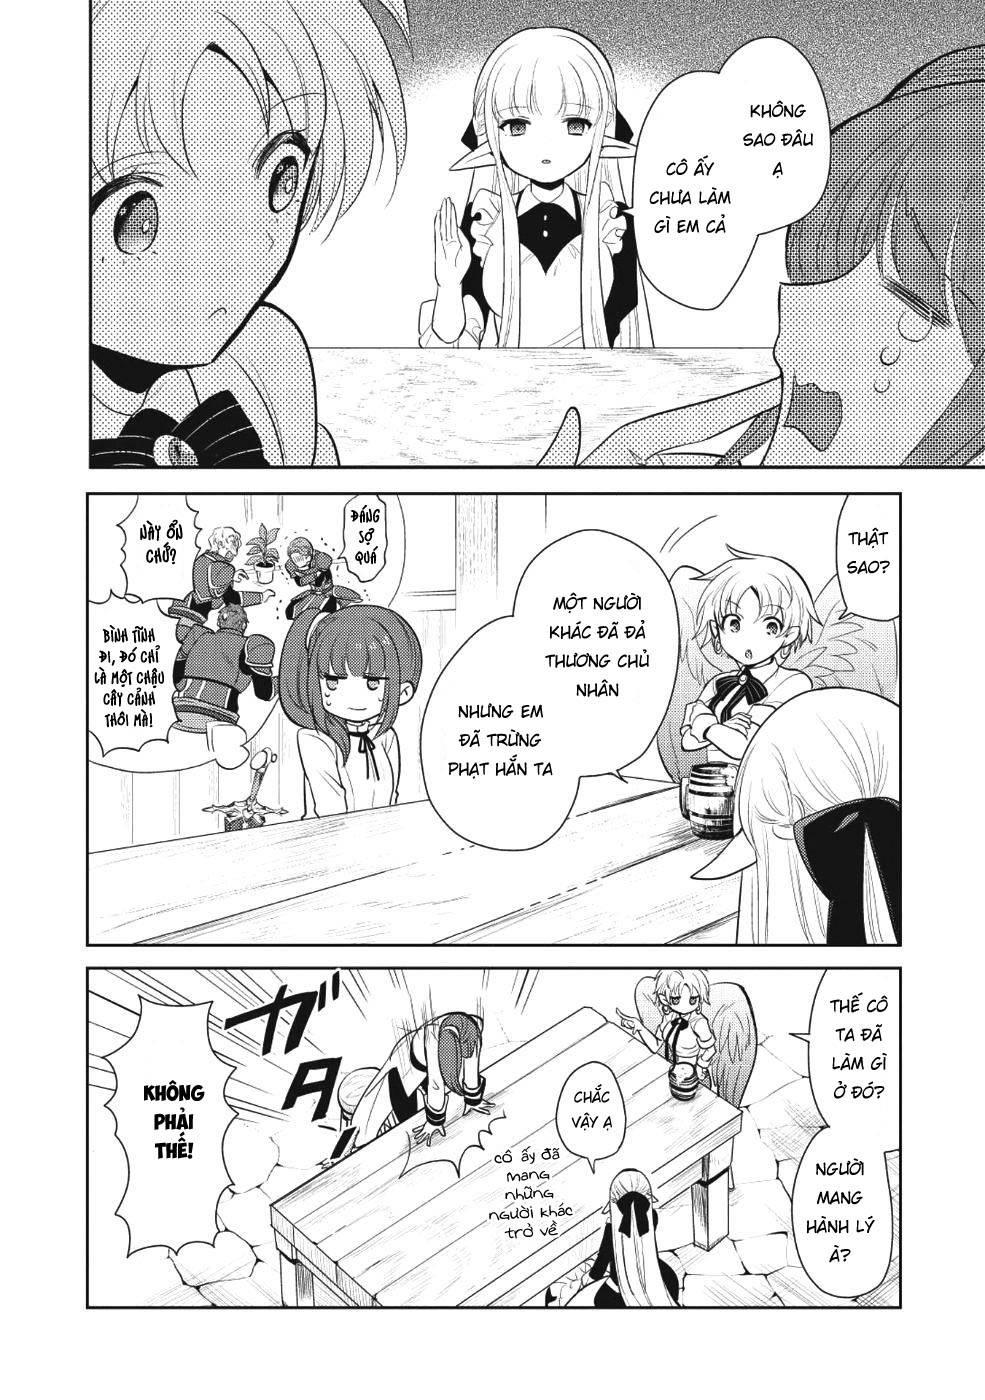 KHÔNG
SAO ĐÂU
Ạ
CÔ ẤY
CHƯA LÀM
GÌ EM CẢ
THẬT
SAO?
MỘT NGƯỜI
KHÁC ĐÃ ĐẢ
THƯƠNG CHỦ
NHÂN
NHƯNG EM
ĐÃ TRỪNG
PHẠT HẮN TA
ĐÁNG
SỢ
QUÁ
NÀY ỔN
CHỨ?
BÌNH TĨNH
ĐI, ĐÓ CHỈ
LÀ MỘT CHẬU
CÂY CẢNH
THÔI MÀ!
THẾ CÔ
TA ĐÃ
LÀM GÌ
Ở ĐÓ?
NGƯỜI
MANG
HÀNH LÝ
À?
CHẮC
VẬY Ạ
CÔ ẤY ĐÃ
MANG
NHỮNG
NGƯỜI KHÁC
TRỞ VỀ
ガタッ!
KHÔNG
PHẢI
THẾ!